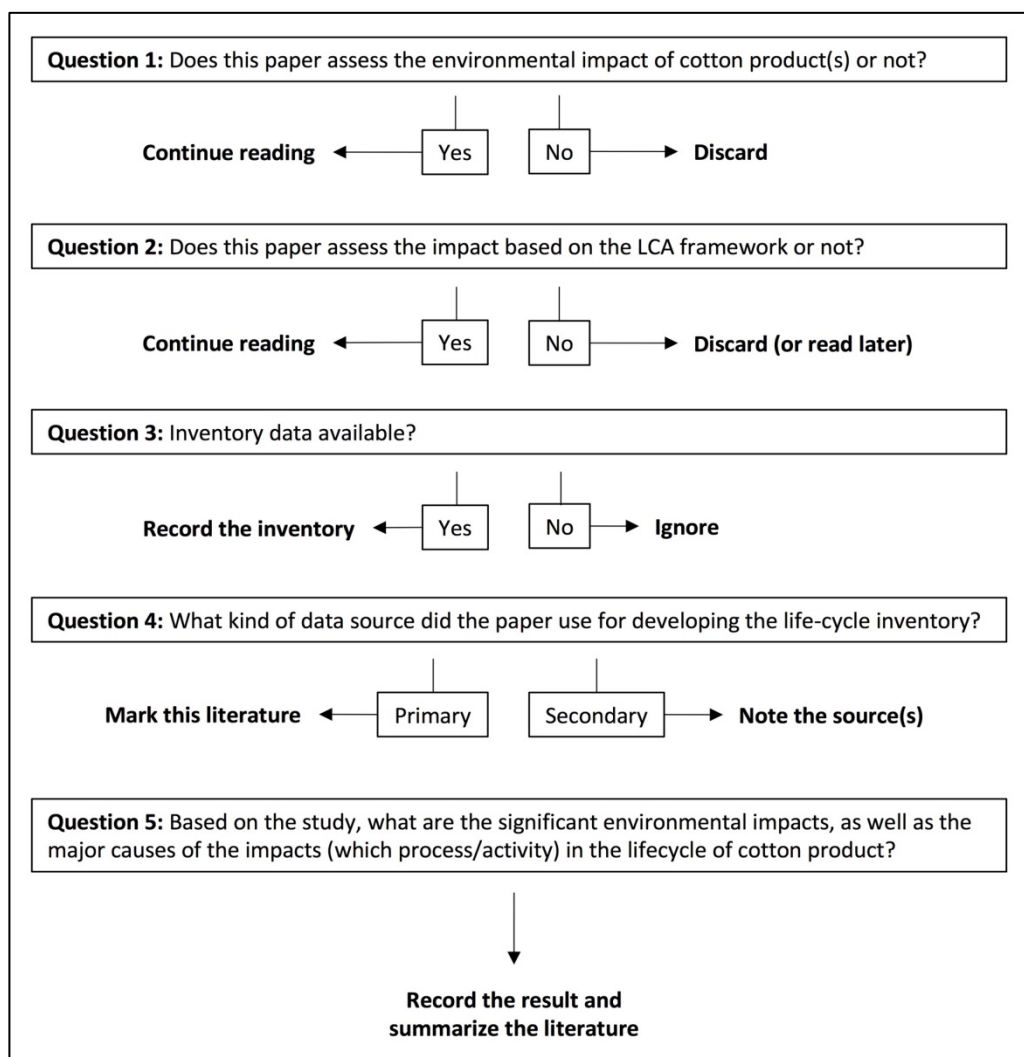 Question 1: Does this paper assess the environmental impact of cotton product(s) or not?
Continue reading
Yes
No
Discard
Question 2: Does this paper assess the impact based on the LCA framework or not?
Continue reading
Yes
No
Discard (or read later)
Question 3: Inventory data available?
Record the inventory
Yes
No
Ignore
Question 4: What kind of data source did the paper use for developing the life-cycle inventory?
Mark this literature
Primary
Secondary
Note the source(s)
Question 5: Based on the study, what are the significant environmental impacts, as well as the
major causes of the impacts (which process/activity) in the lifecycle of cotton product?
Record the result and
summarize the literature